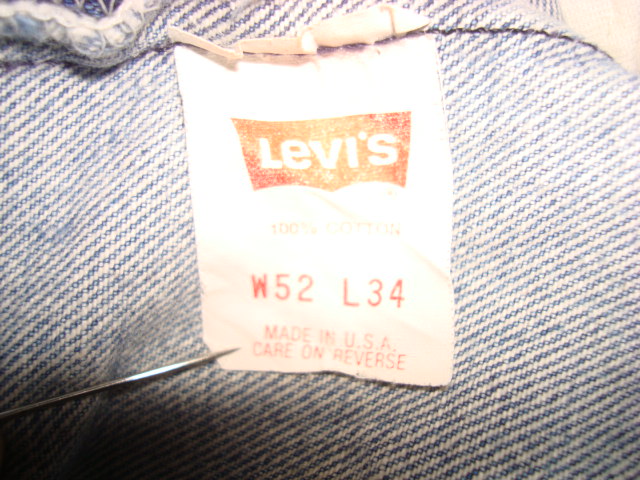 Levi's
100% COTTON
W52 L34
MADE IN U.S.A.
CARE ON REVERSE